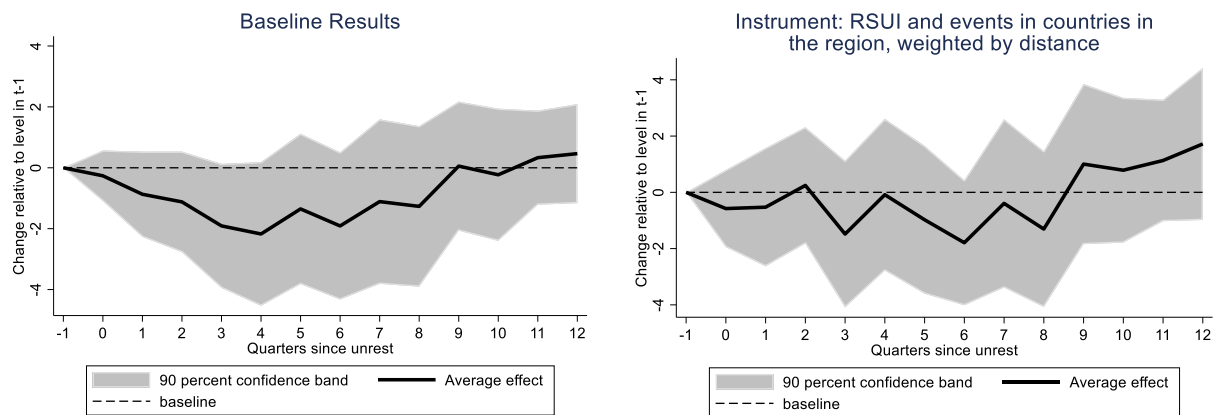 Baseline Results
Change relative to level in t-1
4
2
0
-2
-4
-1 0 1 2 3 4 5 6 7 8 9 10 11 12
Quarters since unrest
90 percent confidence band Average effect
baseline
Instrument: RSUI and events in countries in
the region, weighted by distance
Change relative to level in t-1
4
2
0
-2
-4
-1 0 1 2 3 4 5 6 7 8 9 10 11 12
Quarters since unrest
90 percent confidence band Average effect
baseline